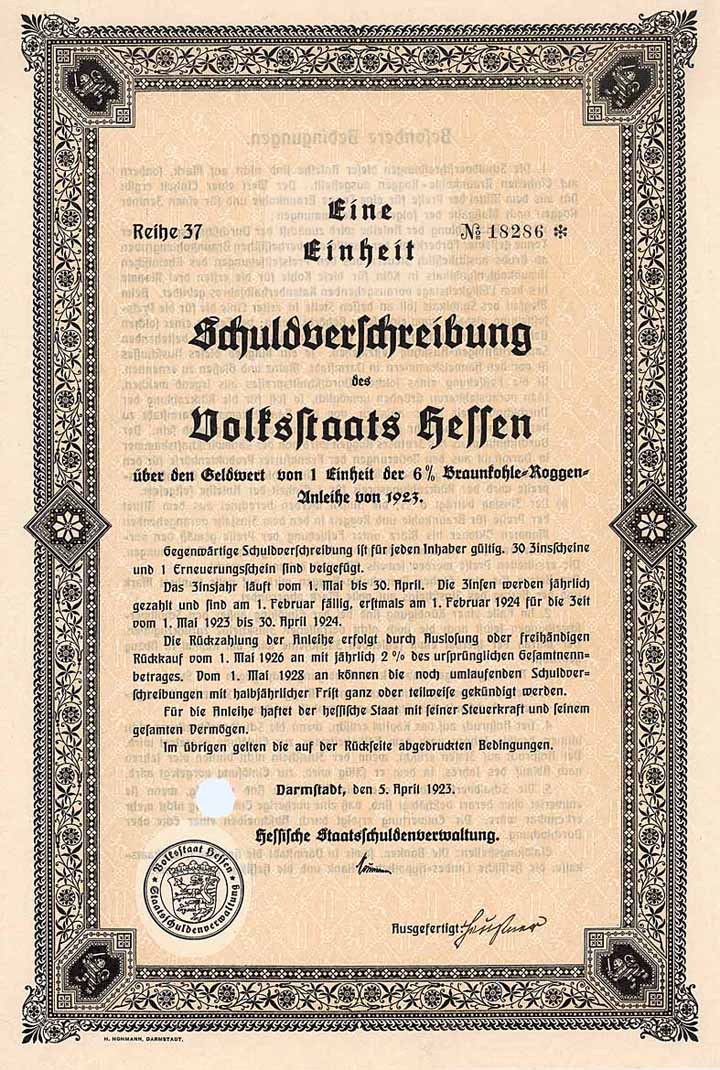 Eine
Reihe 37
№ 18286 *
Einheit
Schuldverschreibung
des
Volksstaats Hessen
über den Geldwert von 1 Einheit der 6% Braunkohle-Roggen-
Anleihe von 1923.
Gegenwärtige Schuldverschreibung ist für jeden Inhaber gültig. 30 Zinsscheine
und 1 Erneuerungsschein sind beigefügt.
Das Zinsjahr läuft vom 1. Mai bis 30. April. Die Zinsen werden jährlich
gezahlt und sind am 1. Februar fällig, erstmals am 1. Februar 1924 für die Zeit
vom 1. Mai 1923 bis 30. April 1924.
Die Rückzahlung der Anleihe erfolgt durch Auslosung oder freihändigen
Rückkauf vom 1. Mai 1926 an mit jährlich 2% des ursprünglichen Gesamtnenn-
betrages. Vom 1. Mai 1928 an können die noch umlaufenden Schuldver-
schreibungen mit halbjährlicher Frist ganz oder teilweise gekündigt werden.
Für die Anleihe haftet der hessische Staat mit seiner Steuerkraft und seinem
gesamten Vermögen.
Im übrigen gelten die auf der Rückseite abgedruckten Bedingungen.
Darmstadt, den 5. April 1923.
Hessische Staatsschuldenverwaltung.
Volksstaat Hessen
Staatsschuldenverwaltung
Ausgefertigt:
H. HOHMANN, DARMSTADT.